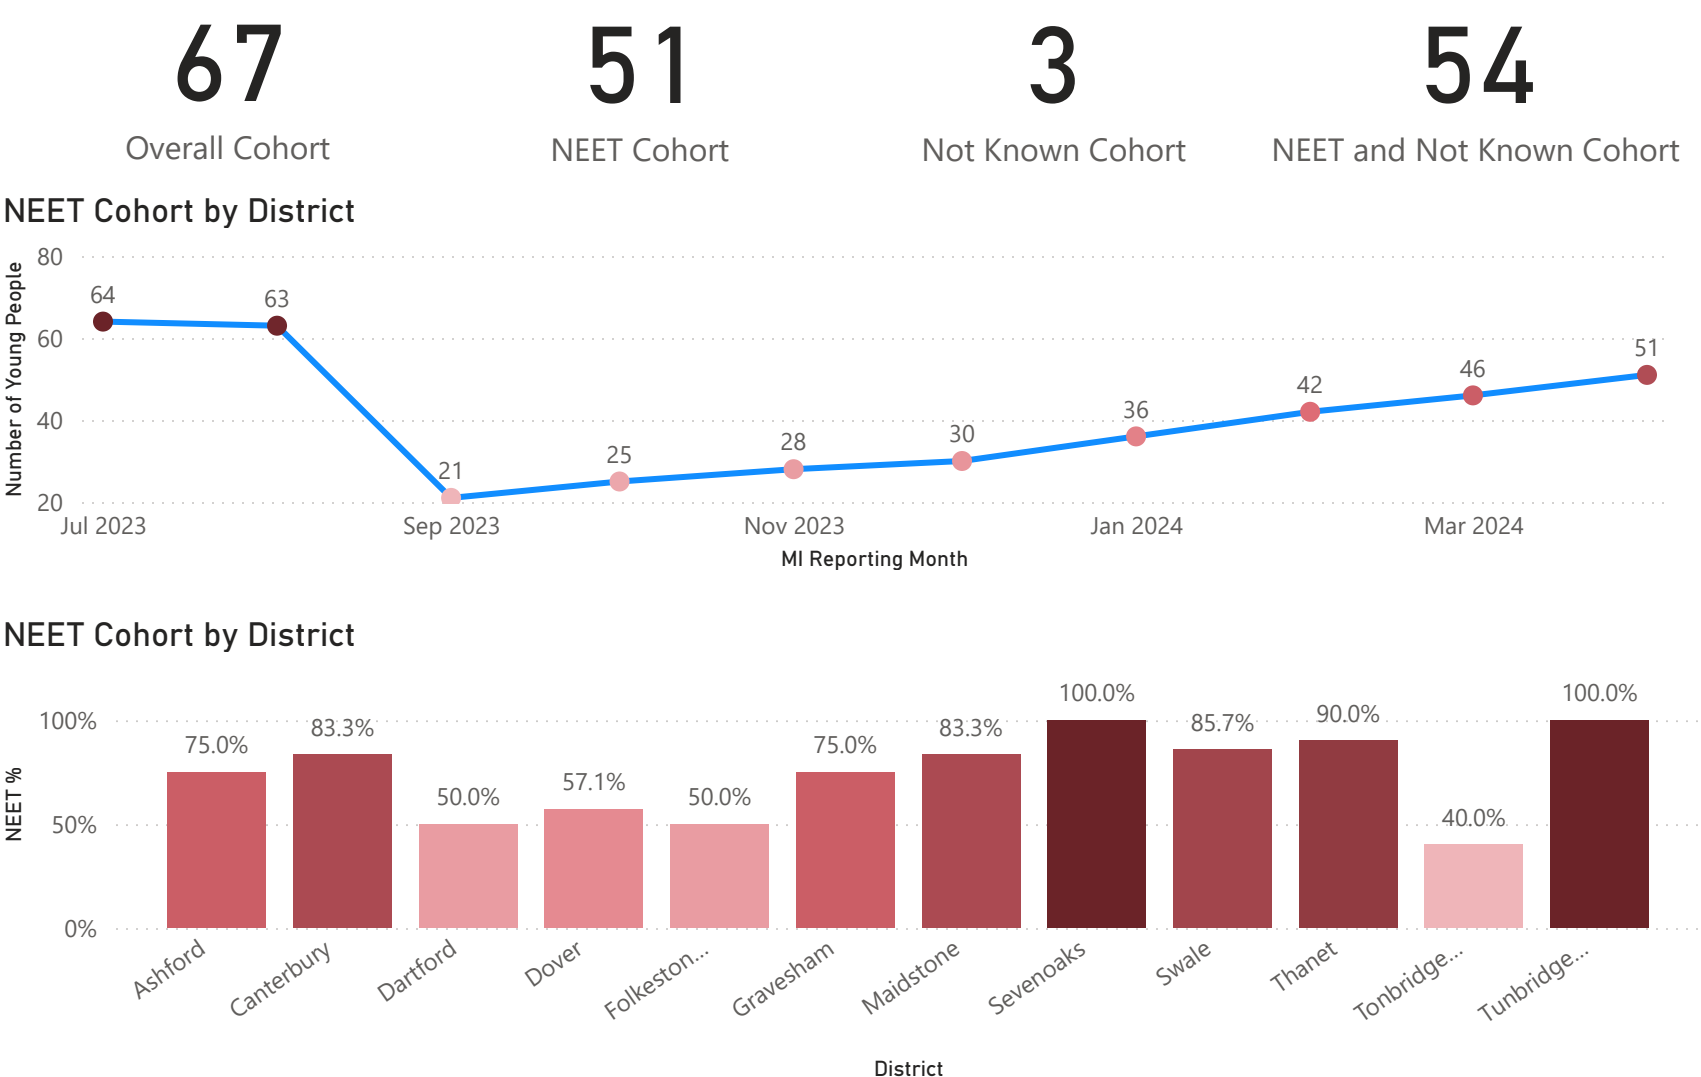 67 51 3 54
Overall Cohort NEET Cohort Not Known Cohort NEET and Not Known Cohort
NEET Cohort by District
Number of Young People
80
60
40
20
64 63 21 25 28 30 36 42 46 51
Jul 2023 Sep 2023 Nov 2023 Jan 2024 Mar 2024
MI Reporting Month
NEET Cohort by District
NEET %
100%
50%
0%
75.0% 83.3% 50.0% 57.1% 50.0% 75.0% 83.3% 100.0% 85.7% 90.0% 40.0% 100.0%
Ashford Canterbury Dartford Dover Folkeston... Gravesham Maidstone Sevenoaks Swale Thanet Tonbridge... Tunbridge...
District